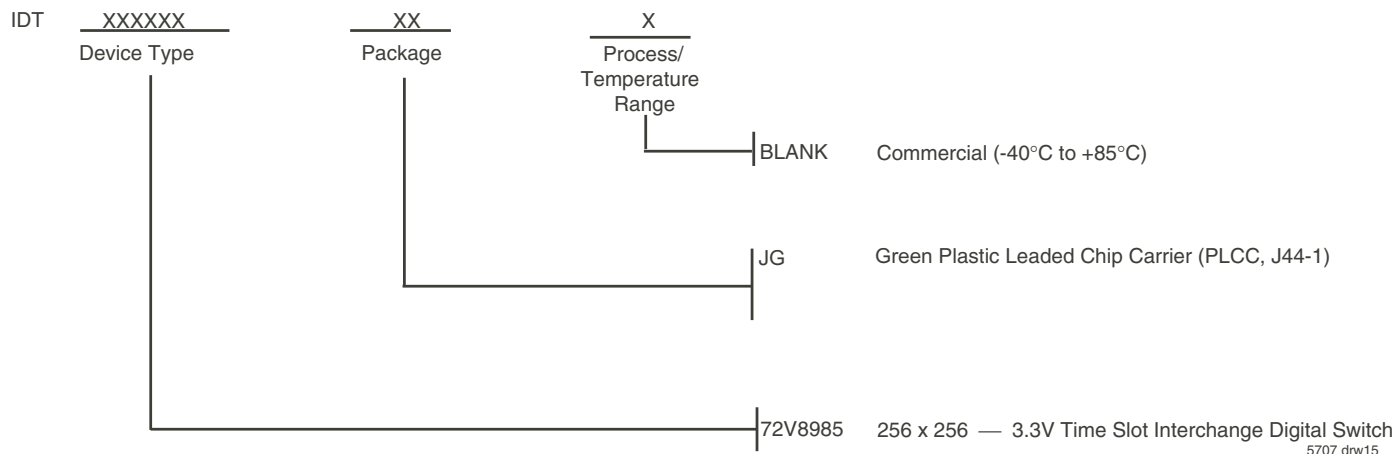 IDT XXXXXX XX X
Device Type Package Process/
Temperature
Range
BLANK Commercial (-40°C to +85°C)
JG Green Plastic Leaded Chip Carrier (PLCC, J44-1)
72V8985 256 x 256 — 3.3V Time Slot Interchange Digital Switch
5707 drw15